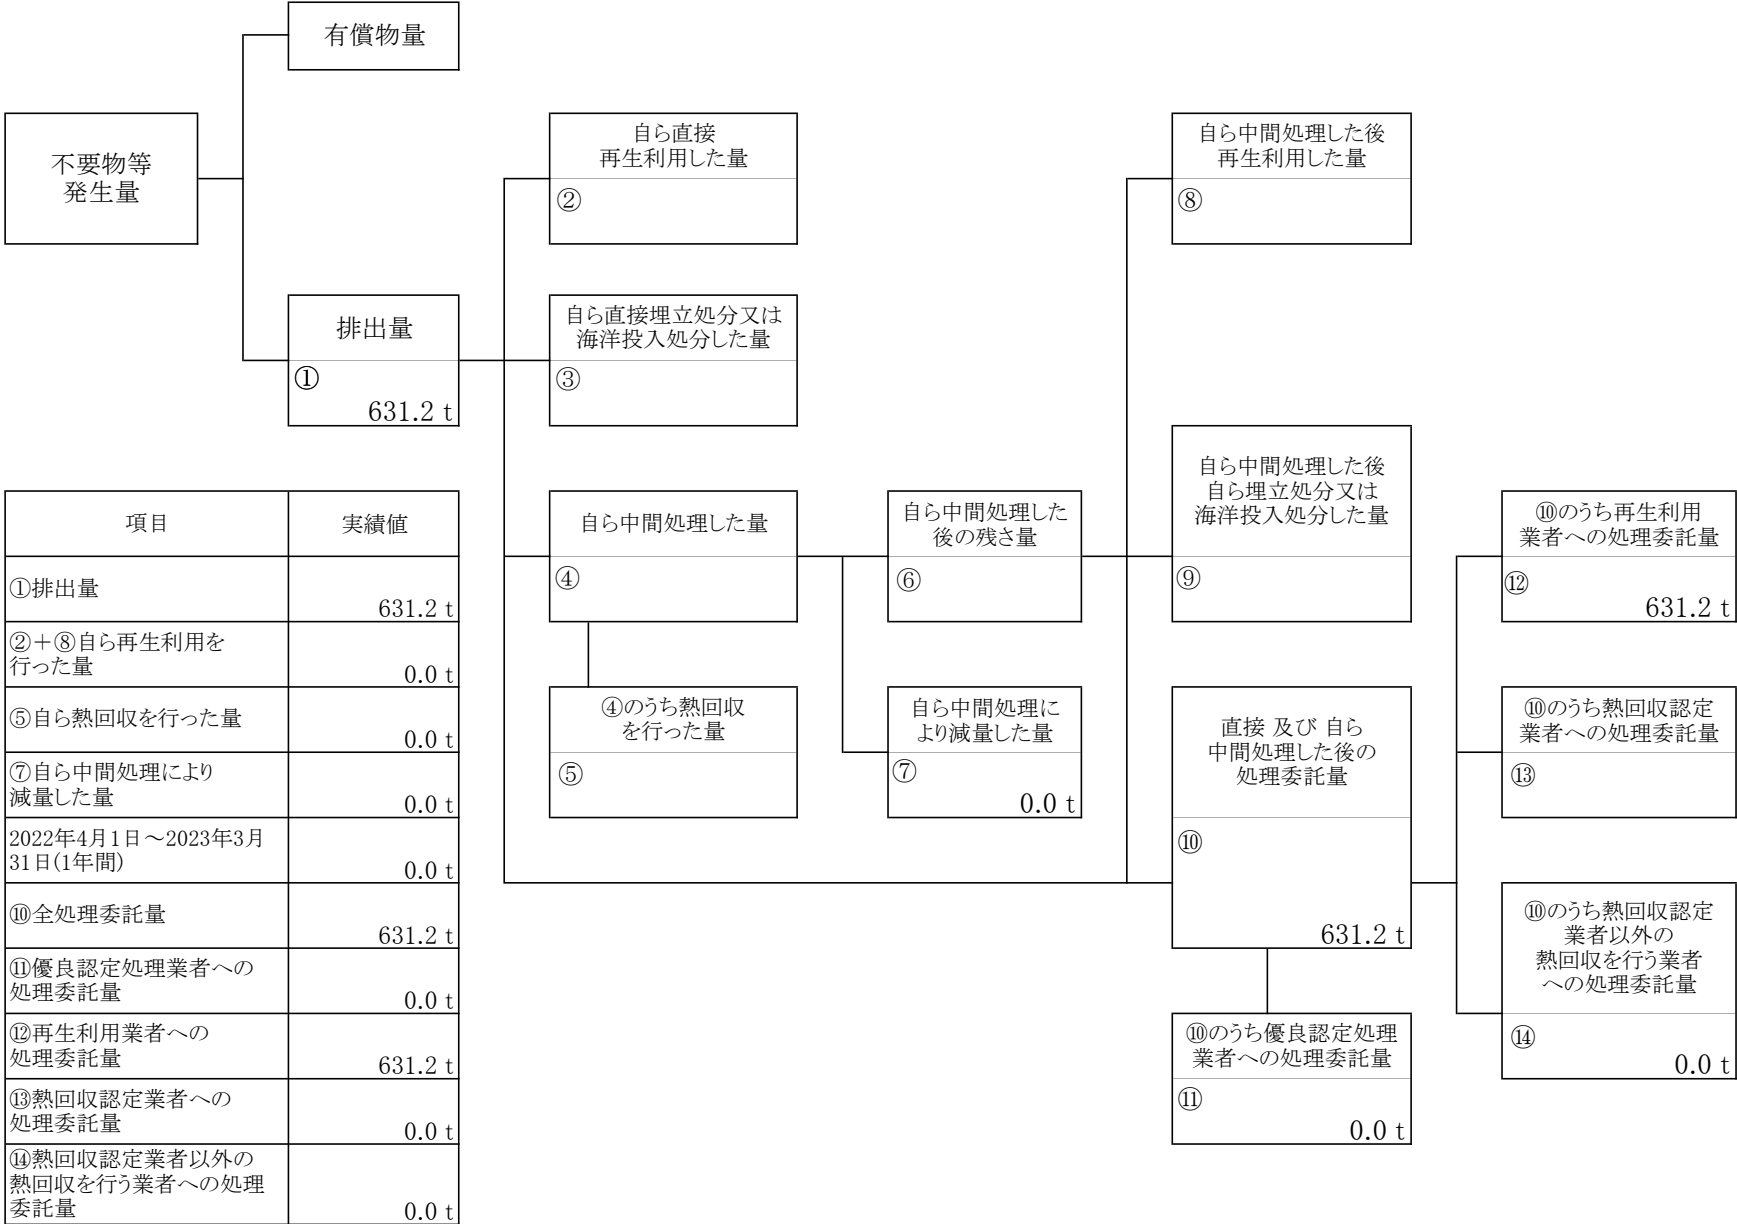 有償物量
不要物等
発生量
自ら直接
再生利用した量
②
自ら中間処理した後
再生利用した量
⑧
排出量
①
631.2 t
自ら直接埋立処分又は
海洋投入処分した量
③
自ら中間処理した量
④
自ら中間処理した
後の残さ量
⑥
自ら中間処理した後
自ら埋立処分又は
海洋投入処分した量
⑨
⑩のうち再生利用
業者への処理委託量
⑫
631.2 t
④のうち熱回収
を行った量
⑤
自ら中間処理に
より減量した量
⑦
0.0 t
直接 及び 自ら
中間処理した後の
処理委託量
⑩
631.2 t
⑩のうち熱回収認定
業者への処理委託量
⑬
⑩のうち熱回収認定
業者以外の
熱回収を行う業者
への処理委託量
⑭
0.0 t
⑩のうち優良認定処理
業者への処理委託量
⑪
0.0 t
項目
実績値
①排出量
631.2 t
②＋⑧自ら再生利用を
行った量
0.0 t
⑤自ら熱回収を行った量
0.0 t
⑦自ら中間処理により
減量した量
0.0 t
2022年4月1日～2023年3月
31日(1年間)
0.0 t
⑩全処理委託量
631.2 t
⑪優良認定処理業者への
処理委託量
0.0 t
⑫再生利用業者への
処理委託量
631.2 t
⑬熱回収認定業者への
処理委託量
0.0 t
⑭熱回収認定業者以外の
熱回収を行う業者への処理
委託量
0.0 t